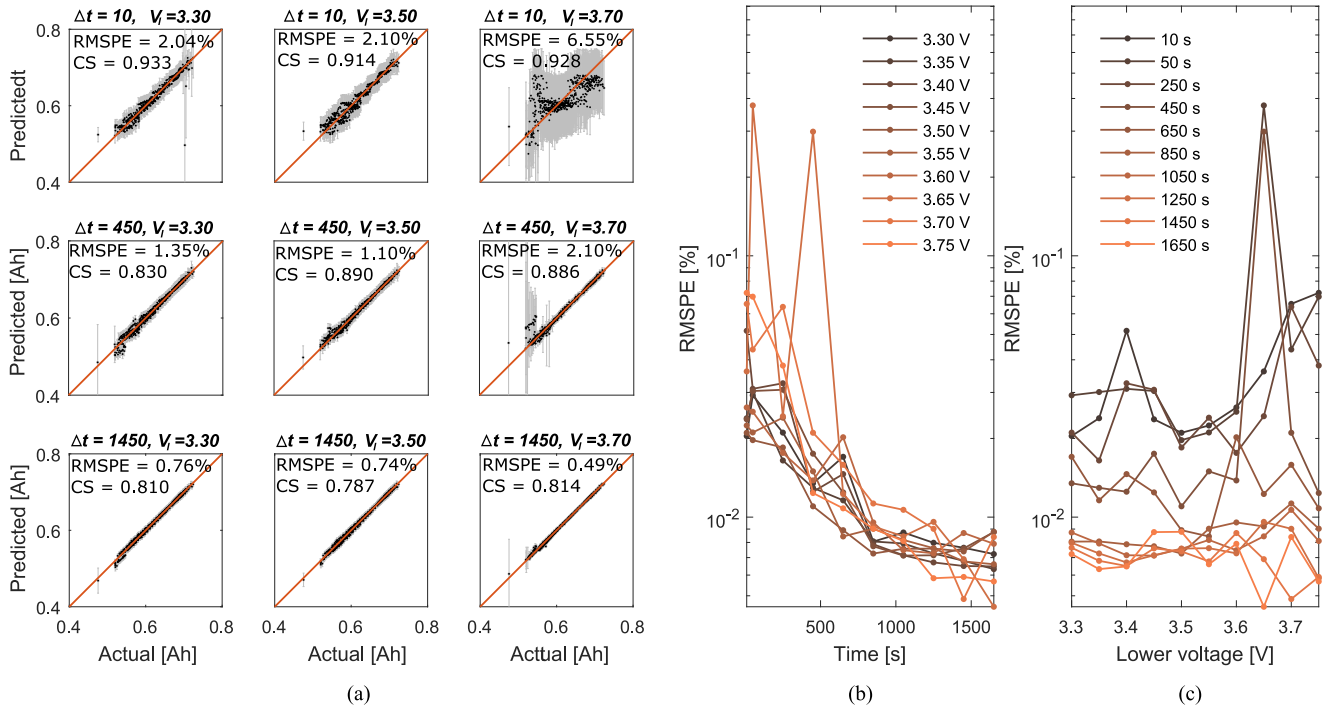 Δt = 10, Vl=3.30
RMSPE = 2.04%
CS = 0.933
0.8
0.6
0.4
Predictedt
Δt = 10, Vl=3.50
RMSPE = 2.10%
CS = 0.914
Δt = 10, Vl=3.70
RMSPE = 6.55%
CS = 0.928
Δt = 450, Vl=3.30
RMSPE = 1.35%
CS = 0.830
0.8
0.6
0.4
Predicted [Ah]
Δt = 450, Vl=3.50
RMSPE = 1.10%
CS = 0.890
Δt = 450, Vl=3.70
RMSPE = 2.10%
CS = 0.886
Δt = 1450, Vl=3.30
RMSPE = 0.76%
CS = 0.810
0.8
0.6
0.4
Predicted [Ah]
0.4 0.6 0.8
Actual [Ah]
Δt = 1450, Vl=3.50
RMSPE = 0.74%
CS = 0.787
0.4 0.6 0.8
Actual [Ah]
Δt = 1450, Vl=3.70
RMSPE = 0.49%
CS = 0.814
0.4 0.6 0.8
Acttual [Ah]
(a)
3.30 V
3.35 V
3.40 V
3.45 V
3.50 V
3.55 V
3.60 V
3.65 V
3.70 V
3.75 V
10-1
10-2
RMSPE [%]
500 1000 1500
Time [s]
(b)
10 s
50 s
250 s
450 s
650 s
850 s
1050 s
1250 s
1450 s
1650 s
10-1
10-2
RMSPE [%]
3.3 3.4 3.5 3.6 3.7
Lower voltage [V]
(c)